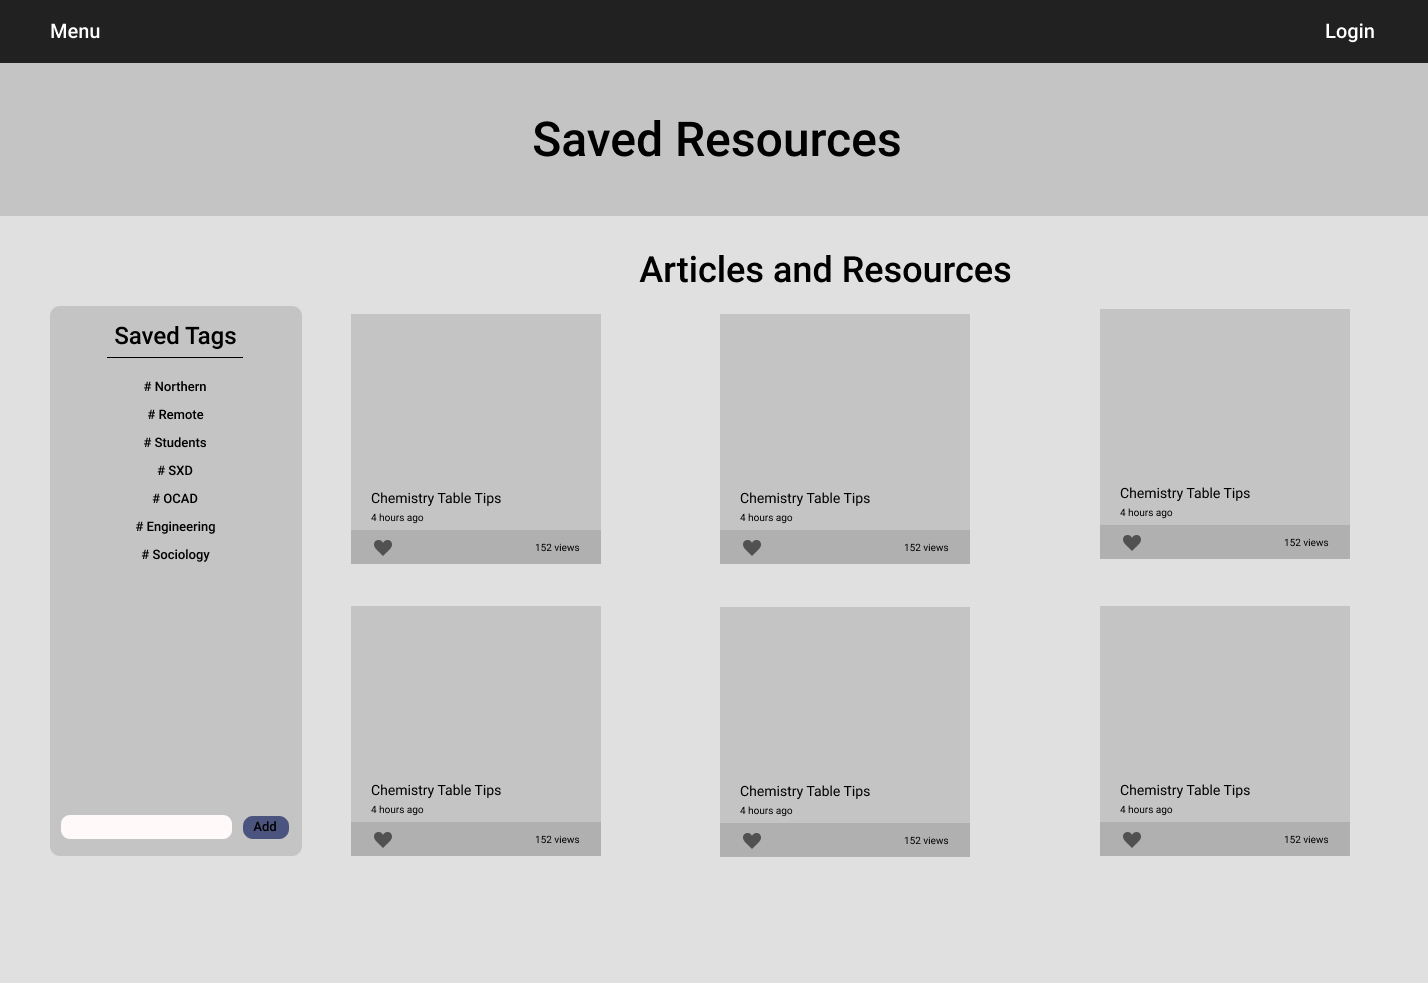 Menu
Login
Saved Resources
Articles and Resources
Saved Tags
# Northern
# Remote
# Students
# SXD
# OCAD
# Engineering
# Sociology
Add
Chemistry Table Tips
4 hours ago
152 views
Chemistry Table Tips
4 hours ago
152 views
Chemistry Table Tips
4 hours ago
152 views
Chemistry Table Tips
4 hours ago
152 views
Chemistry Table Tips
4 hours ago
152 views
Chemistry Table Tips
4 hours ago
152 views